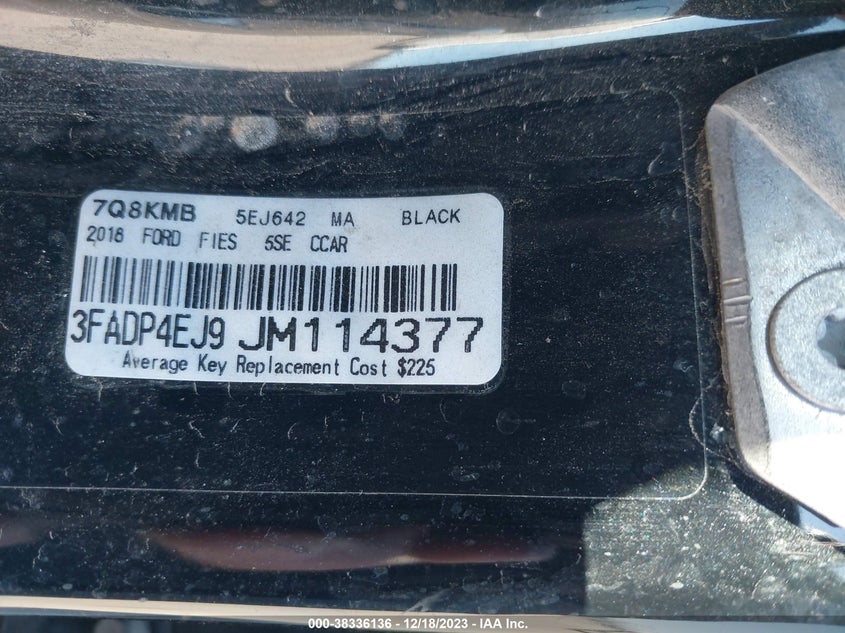 7Q8KMB 5EJ642 MA BLACK
2018 FORD FIES 5SE CCAR
3FADP4EJ9 JM114377
Average Key Replacement Cost $225
000-38336136 - 12/18/2023 - IAA Inc.